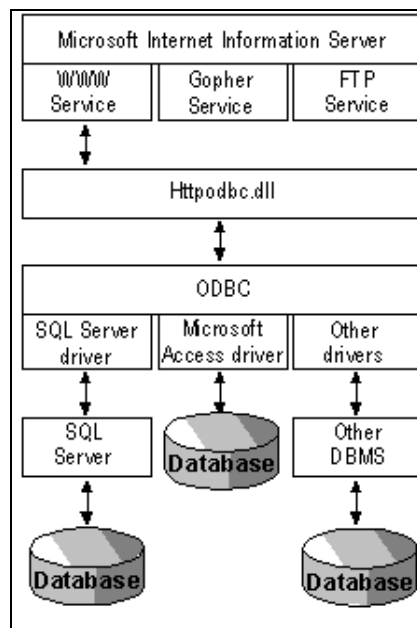 Microsoft Internet Information Server
WWW
Service
Gopher
Service
FTP
Service
Httpodbc.dll
ODBC
SQL Server
driver
Microsoft
Access driver
Other
drivers
SQL
Server
Database
Other
DBMS
Database
Database